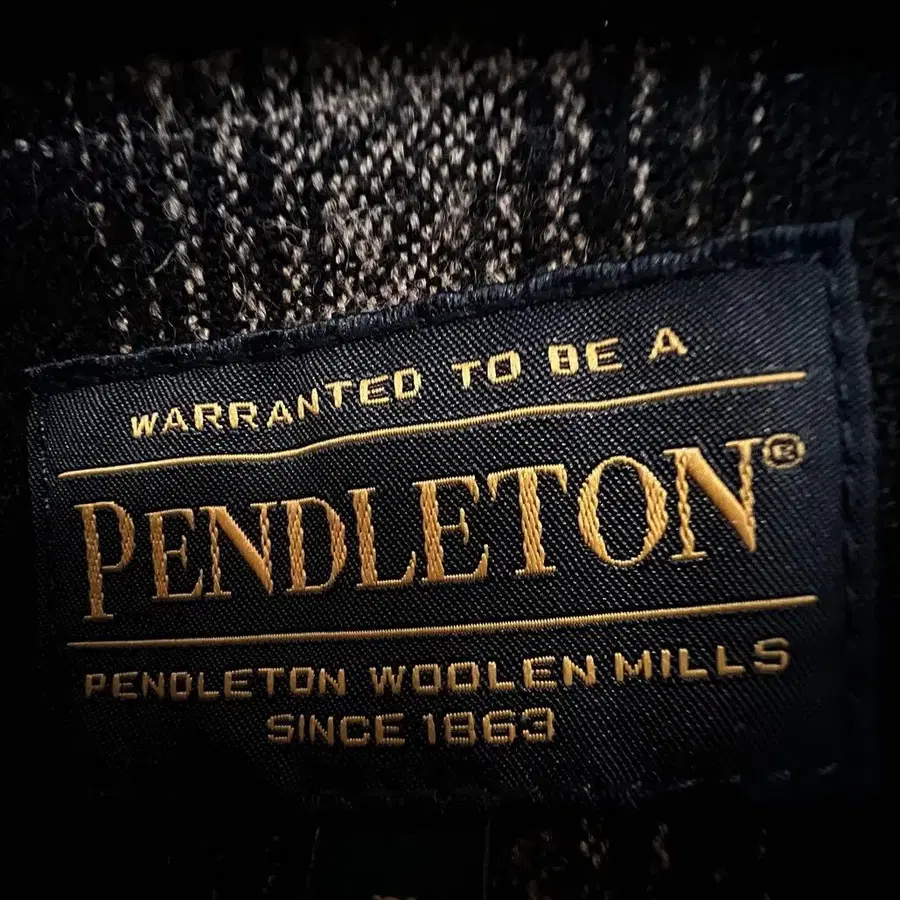 WARRANTED TO BE A
PENDLETON®
PENDLETON WOOLEN MILLS
SINCE 1863